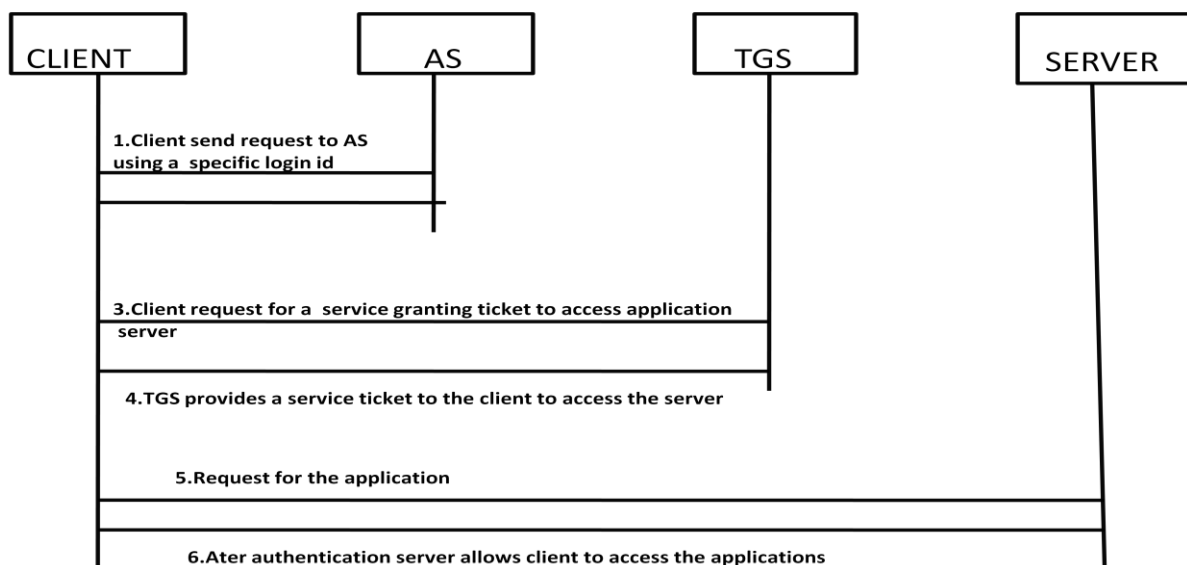 CLIENT
AS
TGS
SERVER
1.Client send request to AS
using a specific login id
3.Client request for a service granting ticket to access application
server
4.TGS provides a service ticket to the client to access the server
5.Request for the application
6.Ater authentication server allows client to access the applications